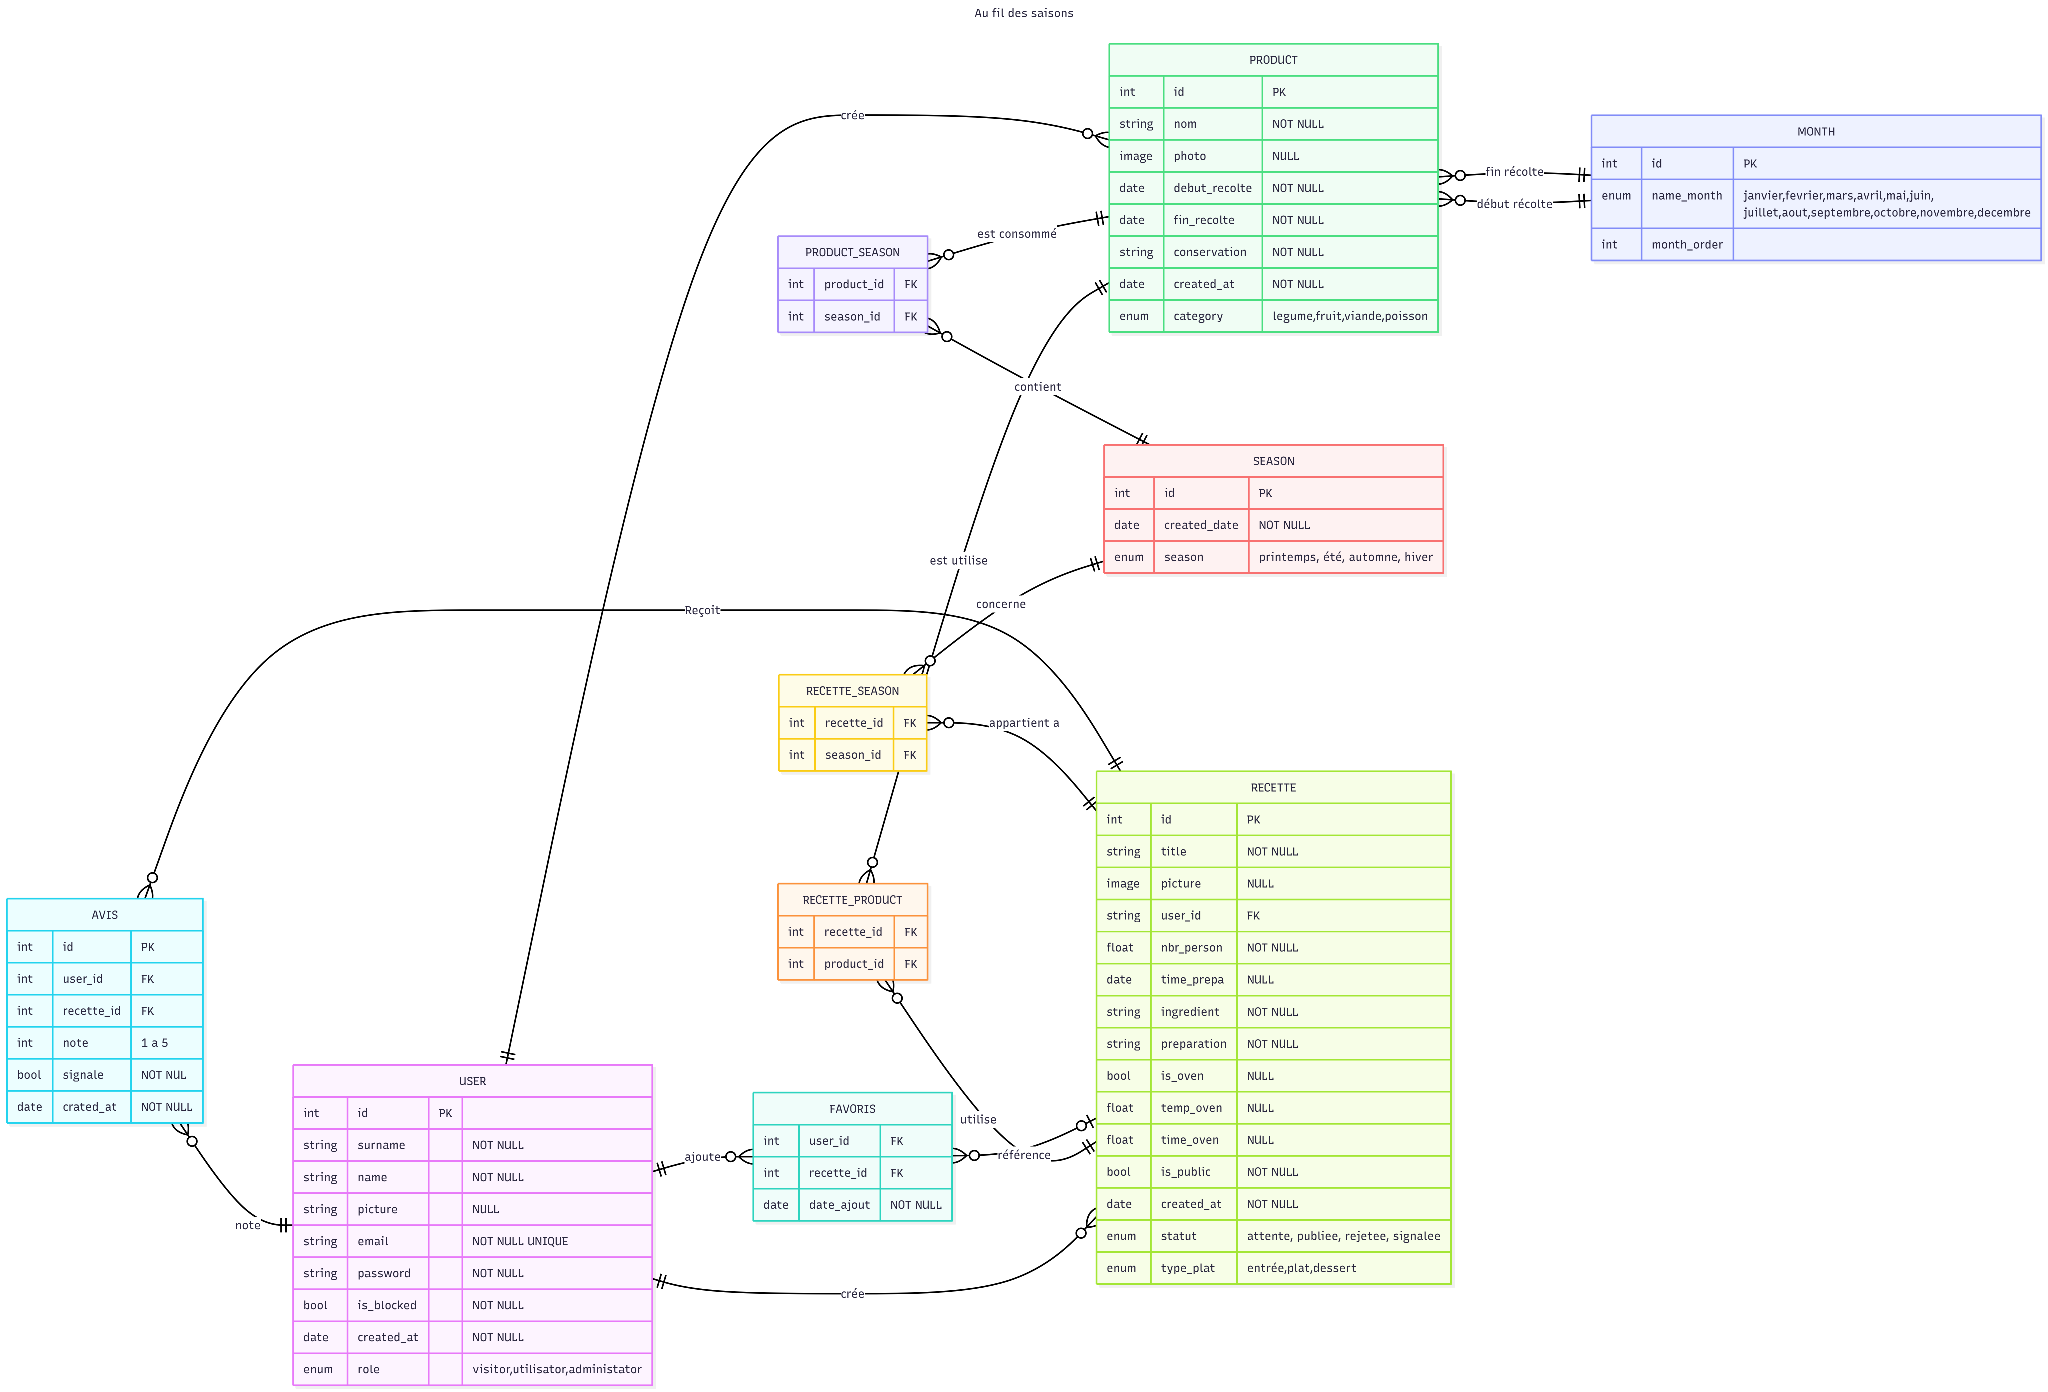 Au fil des saisons
PRODUCT
int id PK
string nom NOT NULL
image photo NULL
date debut_recolte NOT NULL
date fin_recolte NOT NULL
string conservation NOT NULL
date created_at NOT NULL
enum category legume,fruit,viande,poisson
MONTH
int id PK
enum name_month janvier,fevrier,mars,avril,mai,juin,
juillet,aout,septembre,octobre,novembre,decembre
int month_order
crée
fin récolte
début récolte
est consommé
PRODUCT_SEASON
int product_id FK
int season_id FK
contient
SEASON
int id PK
date created_date NOT NULL
enum season printemps, été, automne, hiver
est utilise
concerne
Reçoit
RECETTE_SEASON
int recette_id FK
int season_id FK
appartient a
RECETTE
int id PK
string title NOT NULL
image picture NULL
string user_id FK
float nbr_person NOT NULL
date time_prepa NULL
string ingredient NOT NULL
string preparation NOT NULL
bool is_oven NULL
float temp_oven NULL
float time_oven NULL
bool is_public NOT NULL
date created_at NOT NULL
enum statut attente, publiee, rejetee, signalee
enum type_plat entrée,plat,dessert
RECETTE_PRODUCT
int recette_id FK
int product_id FK
AVIS
int id PK
int user_id FK
int recette_id FK
int note 1 a 5
bool signale NOT NUL
date crated_at NOT NULL
USER
int id PK
string surname NOT NULL
string name NOT NULL
string picture NULL
string email NOT NULL UNIQUE
string password NOT NULL
bool is_blocked NOT NULL
date created_at NOT NULL
enum role visitor,utilisator,administator
FAVORIS
int user_id FK
int recette_id FK
date date_ajout NOT NULL
utilise
ajoute
référence
note
crée